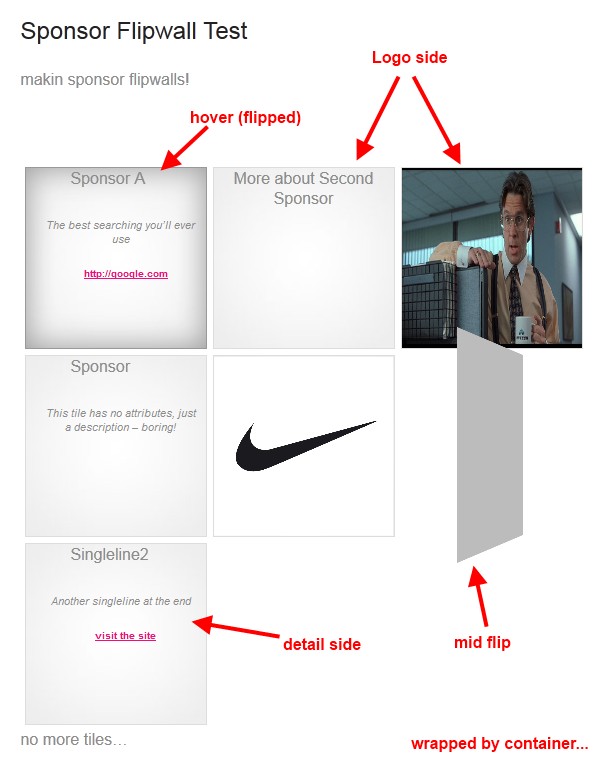 Sponsor Flipwall Test
Logo side
makin sponsor flipwalls!
hover (flipped)
Sponsor A
The best searching you'll ever
use
http://google.com
More about Second
Sponsor
Sponsor
This tile has no attributes, just
a description – boring!
Singleline2
Another singleline at the end
visit the site
detail side
mid flip
no more tiles…
wrapped by container...